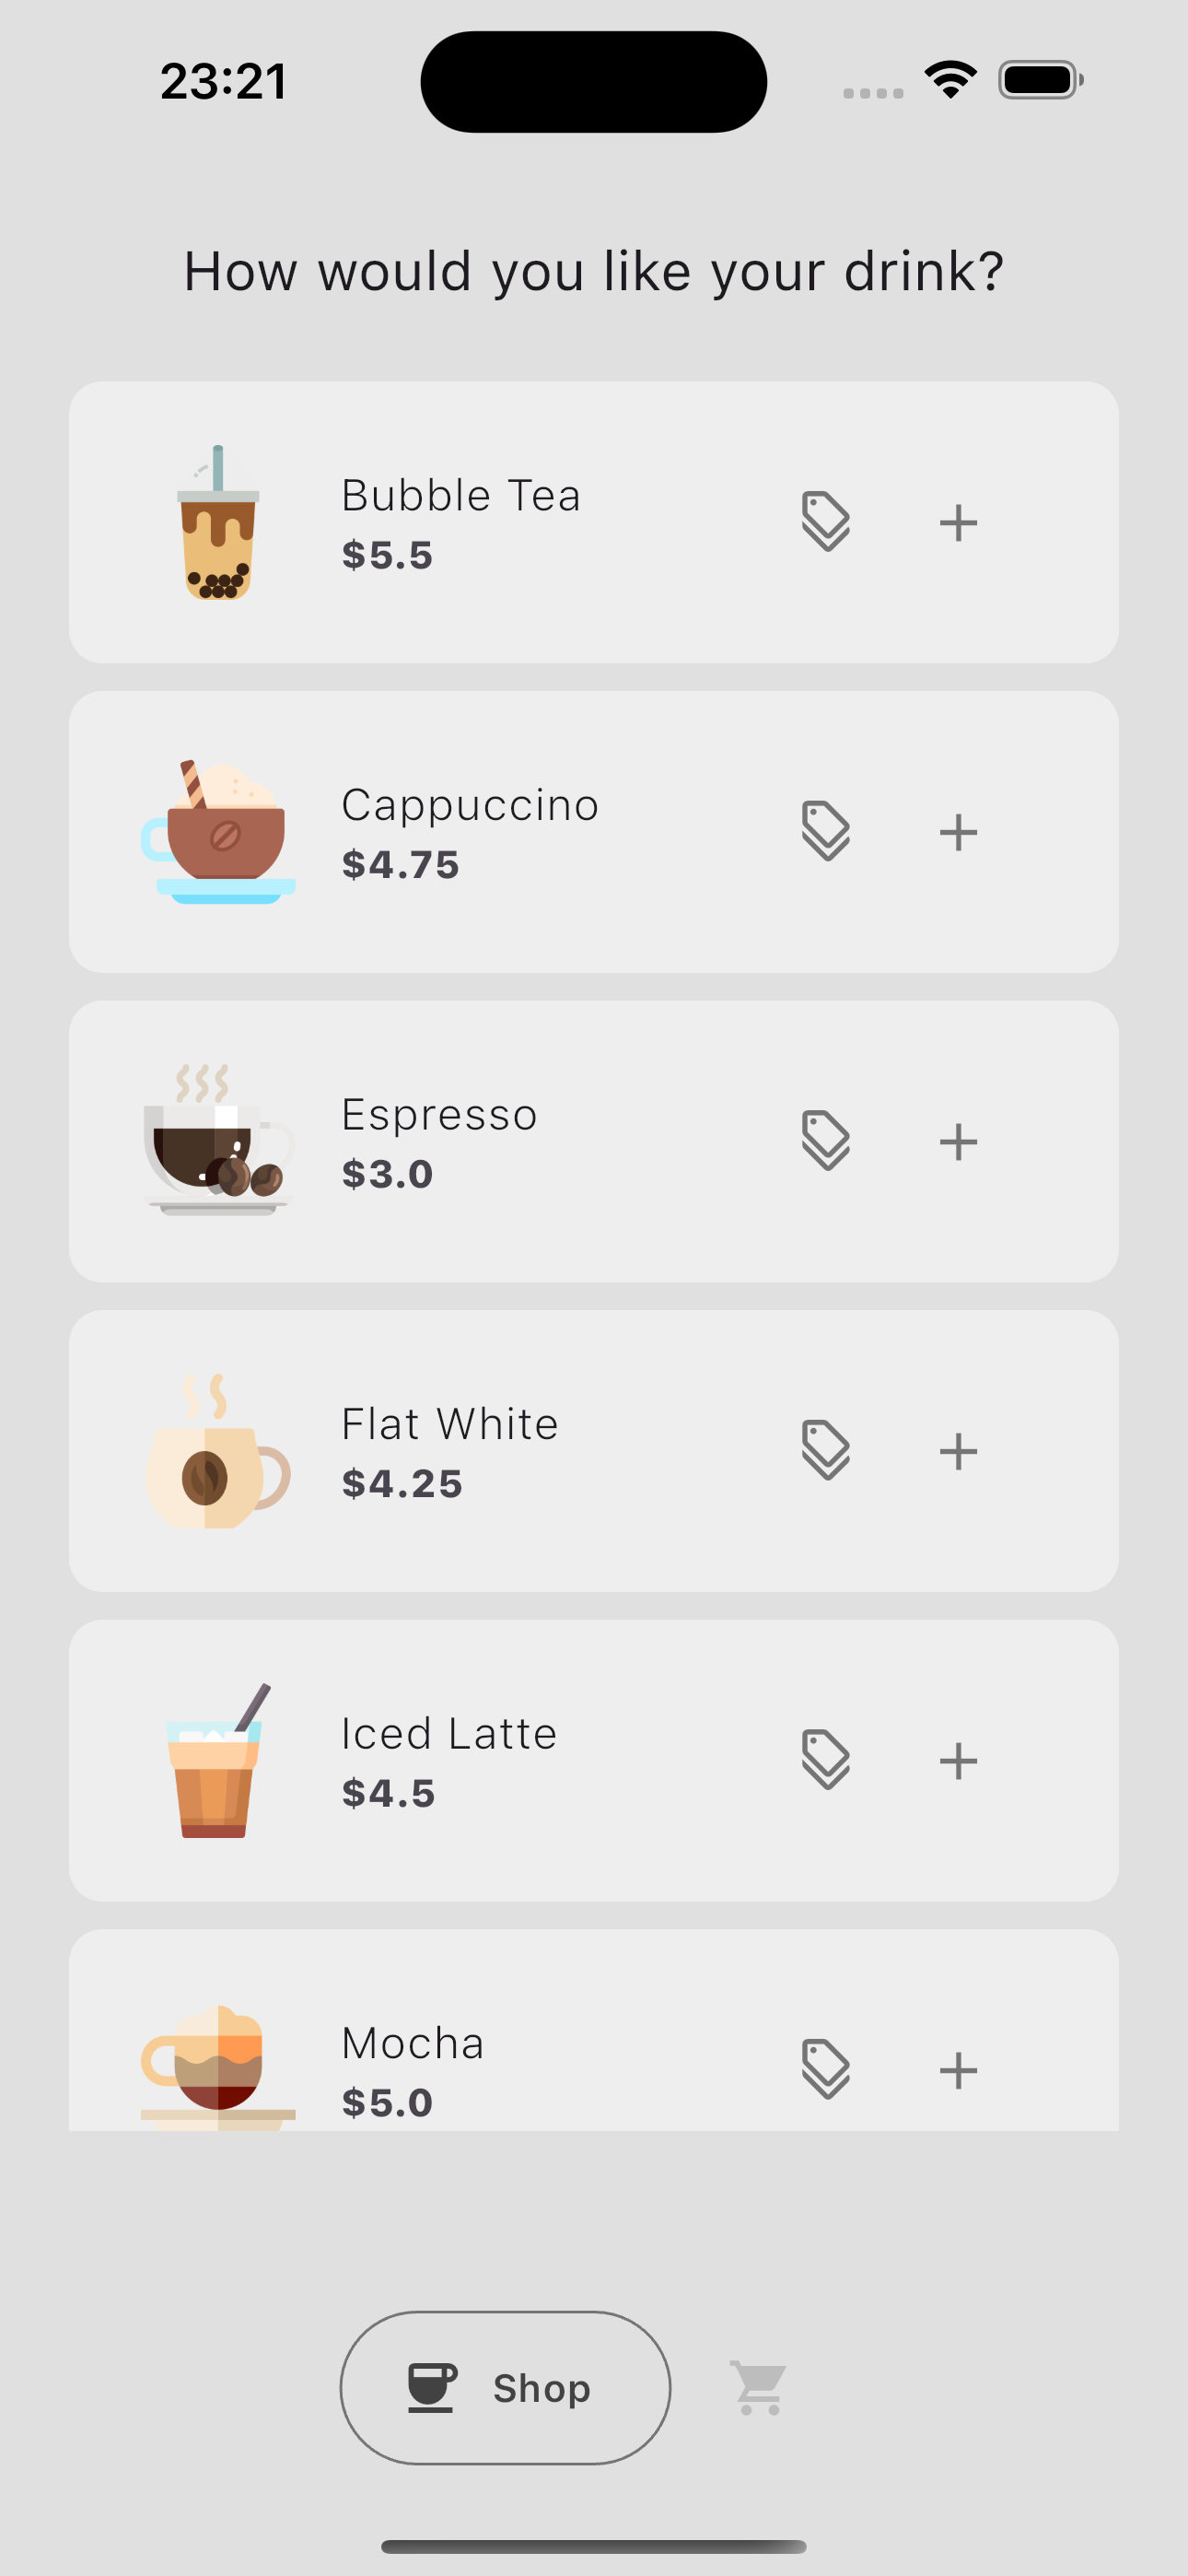 23:21
How would you like your drink?
Bubble Tea
$5.5
Cappuccino
$4.75
Espresso
$3.0
Flat White
$4.25
Iced Latte
$4.5
Mocha
$5.0
Shop